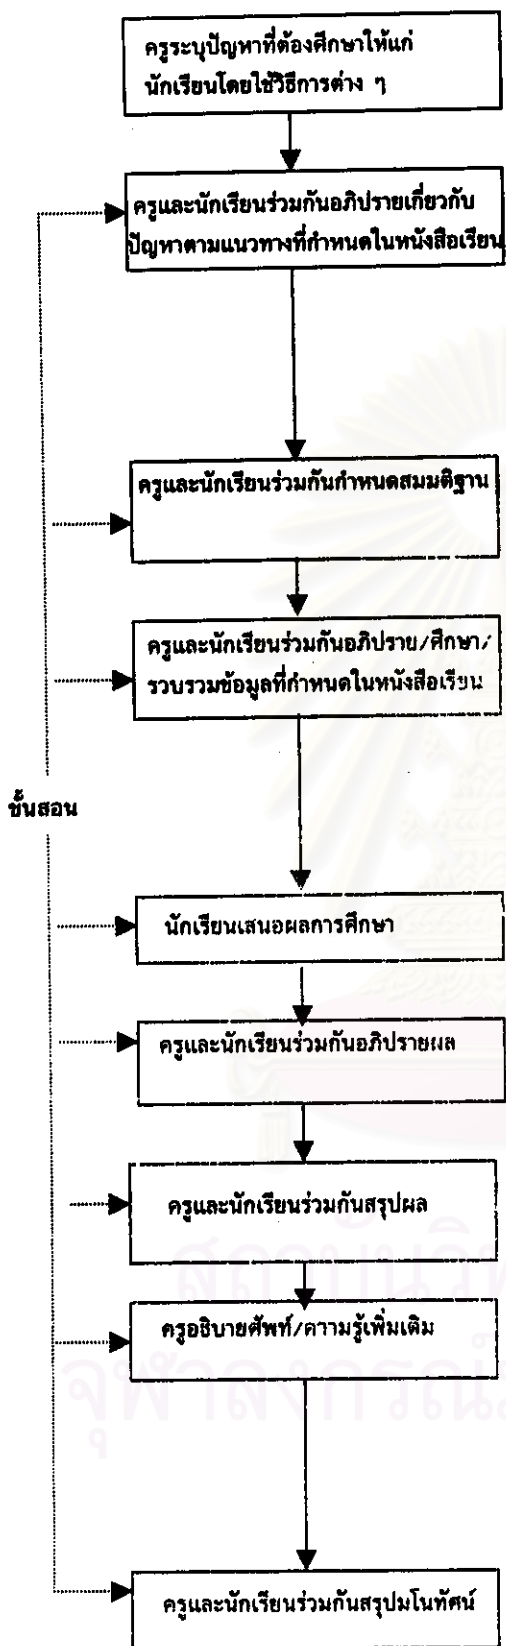 ครูระบุปัญหาที่ต้องศึกษาให้แก่
นักเรียนโดยใช้วิธีการต่าง ๆ
ครูและนักเรียนร่วมกันอภิปรายเกี่ยวกับ
ปัญหาตามแนวทางที่กำหนดในหนังสือเรียน
ครูและนักเรียนร่วมกันกำหนดสมมติฐาน
ครูและนักเรียนร่วมกันอภิปราย/ศึกษา/
รวบรวมข้อมูลที่กำหนดในหนังสือเรียน
ขั้นสอน
นักเรียนเสนอผลการศึกษา
ครูและนักเรียนร่วมกันอภิปรายผล
ครูและนักเรียนร่วมกันสรุปผล
สถาบันวิท
ครูอธิบายศัพท์/ความรู้เพิ่มเติม
จุฬาลงกรณ์
ครูและนักเรียนร่วมกันสรุปมโนทัศน์